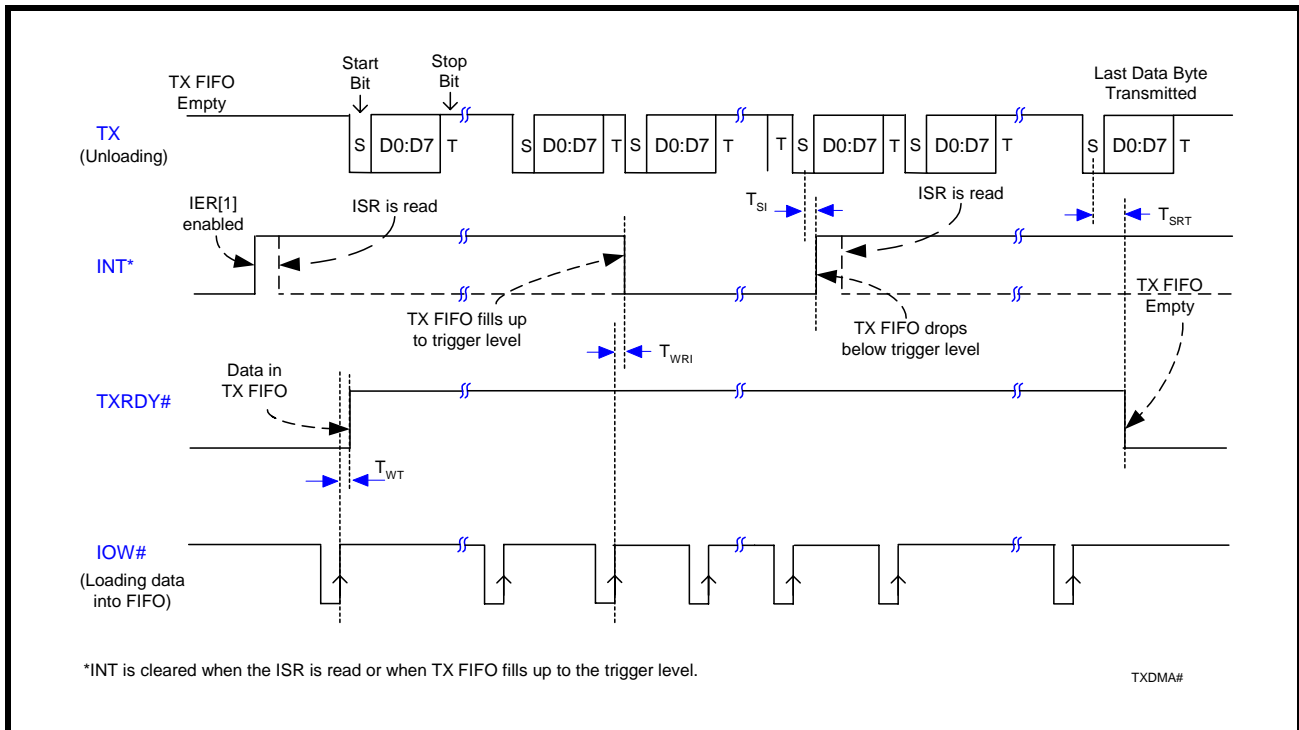 TX FIFO
Empty
Start
Bit
Stop
Bit
Last Data Byte
Transmitted
TX
(Unloading)
S D0:D7 T S D0:D7 T S D0:D7 T T S D0:D7 T S D0:D7 T S D0:D7 T
IER[1]
enabled
ISR is read
TSI
ISR is read
TSRT
INT*
TX FIFO fills up
to trigger level
TX FIFO drops
below trigger level
TX FIFO
Empty
TWRI
Data in
TX FIFO
TXRDY#
TWT
IOW#
(Loading data
into FIFO)
*INT is cleared when the ISR is read or when TX FIFO fills up to the trigger level.
TXDMA#